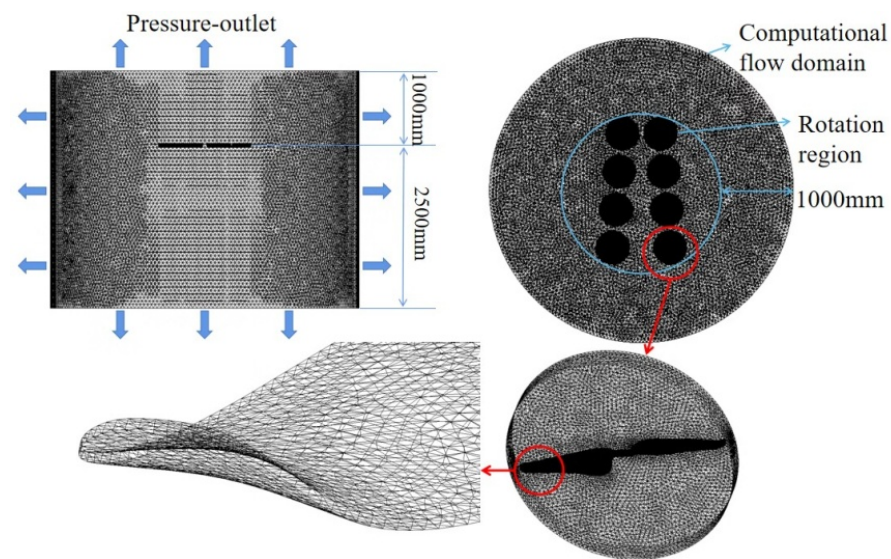 Pressure-outlet
1000mm
2500mm
Computational
flow domain
Rotation
region
1000mm